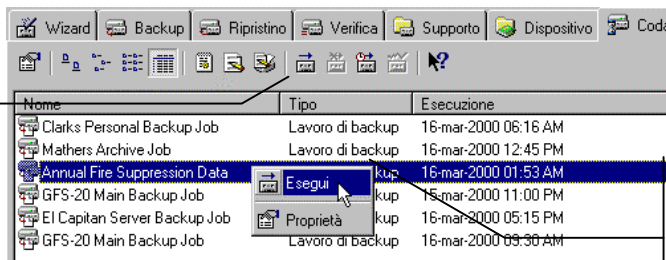 Wizard Backup Ripristino Verifica Supporto Dispositivo Coda
Nome Tipo Esecuzione
Clarks Personal Backup Job Lavoro di backup 16-mar-2000 06:16 AM
Mathers Archive Job Lavoro di backup 16-mar-2000 12:45 PM
Annual Fire Suppression Data kup 16-mar-2000 01:53 AM
Esegui
GFS-20 Main Backup Job kup 15-mar-2000 11:00 PM
El Capitan Server Backup Job kup 16-mar-2000 05:15 PM
Proprietà
GFS-20 Main Backup Job Lavoro di backup 16-mar-2000 09:30 AM